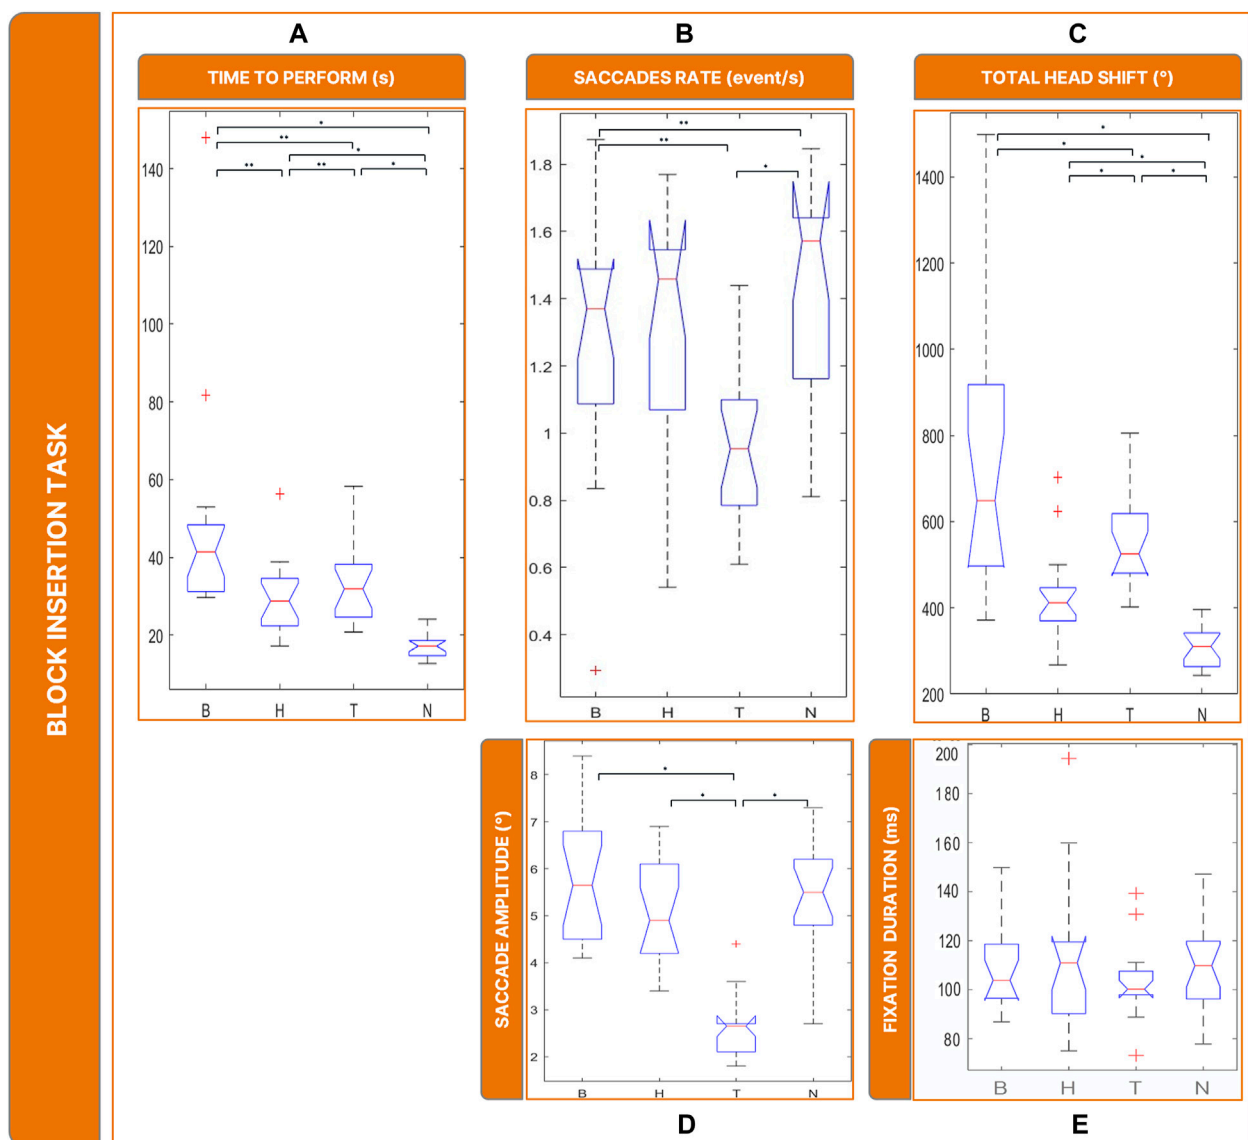 BLOCK INSERTION TASK
A
TIME TO PERFORM (s)
140
120
100
80
60
40
20
B H T N
* ** * ** ** *
B
SACCADES RATE (event/s)
1.8
1.6
1.4
1.2
1
0.8
0.6
0.4
B H T N
** ** *
C
TOTAL HEAD SHIFT (°)
1400
1200
1000
800
600
400
200
B H T N
* * * * *
SACCADE AMPLITUDE (°)
8
7
6
5
4
3
2
B H T N
* * *
D
FIXATION DURATION (ms)
200
180
160
140
120
100
80
B H T N
E